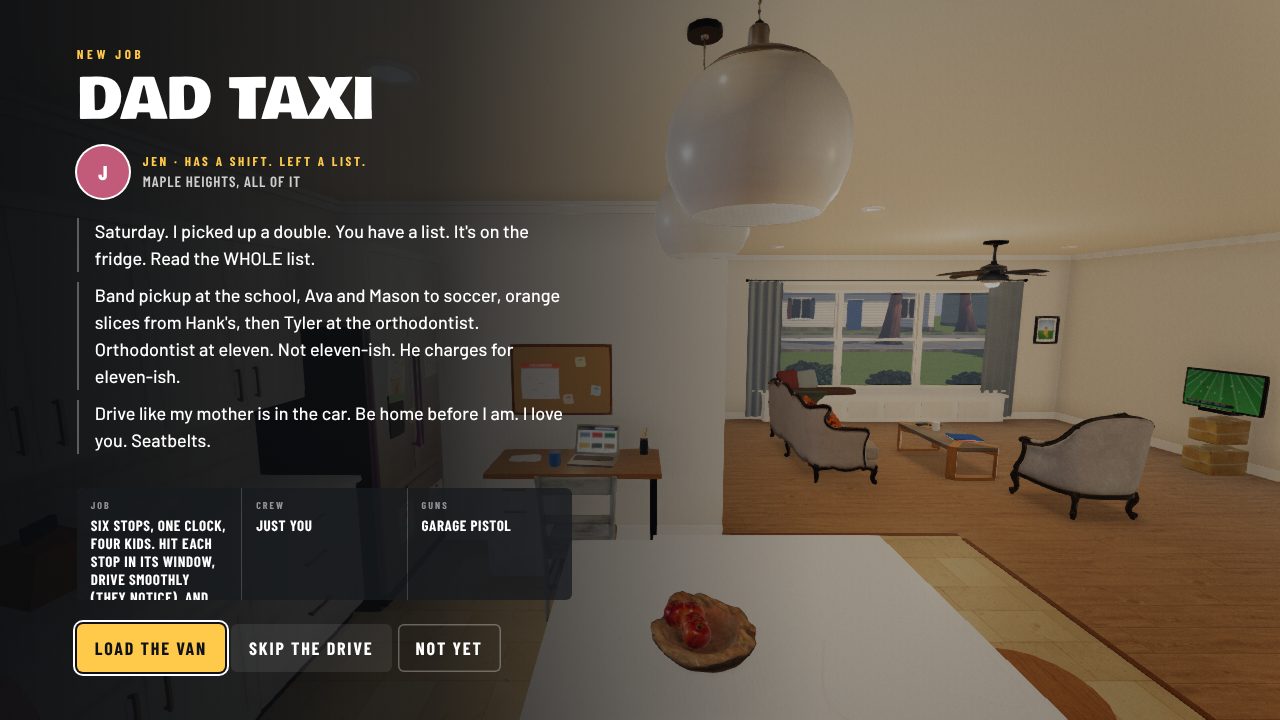 NEW JOB
DAD TAXI
J
JEN · HAS A SHIFT. LEFT A LIST.
MAPLE HEIGHTS, ALL OF IT
Saturday. I picked up a double. You have a list. It's on the
fridge. Read the WHOLE list.
Band pickup at the school, Ava and Mason to soccer, orange
slices from Hank's, then Tyler at the orthodontist.
Orthodontist at eleven. Not eleven-ish. He charges for
eleven-ish.
Drive like my mother is in the car. Be home before I am. I love
you. Seatbelts.
JOB
SIX STOPS, ONE CLOCK,
FOUR KIDS. HIT EACH
STOP IN ITS WINDOW,
DRIVE SMOOTHLY
(THEY NOTICE), AND
CREW
JUST YOU
GUNS
GARAGE PISTOL
LOAD THE VAN
SKIP THE DRIVE
NOT YET